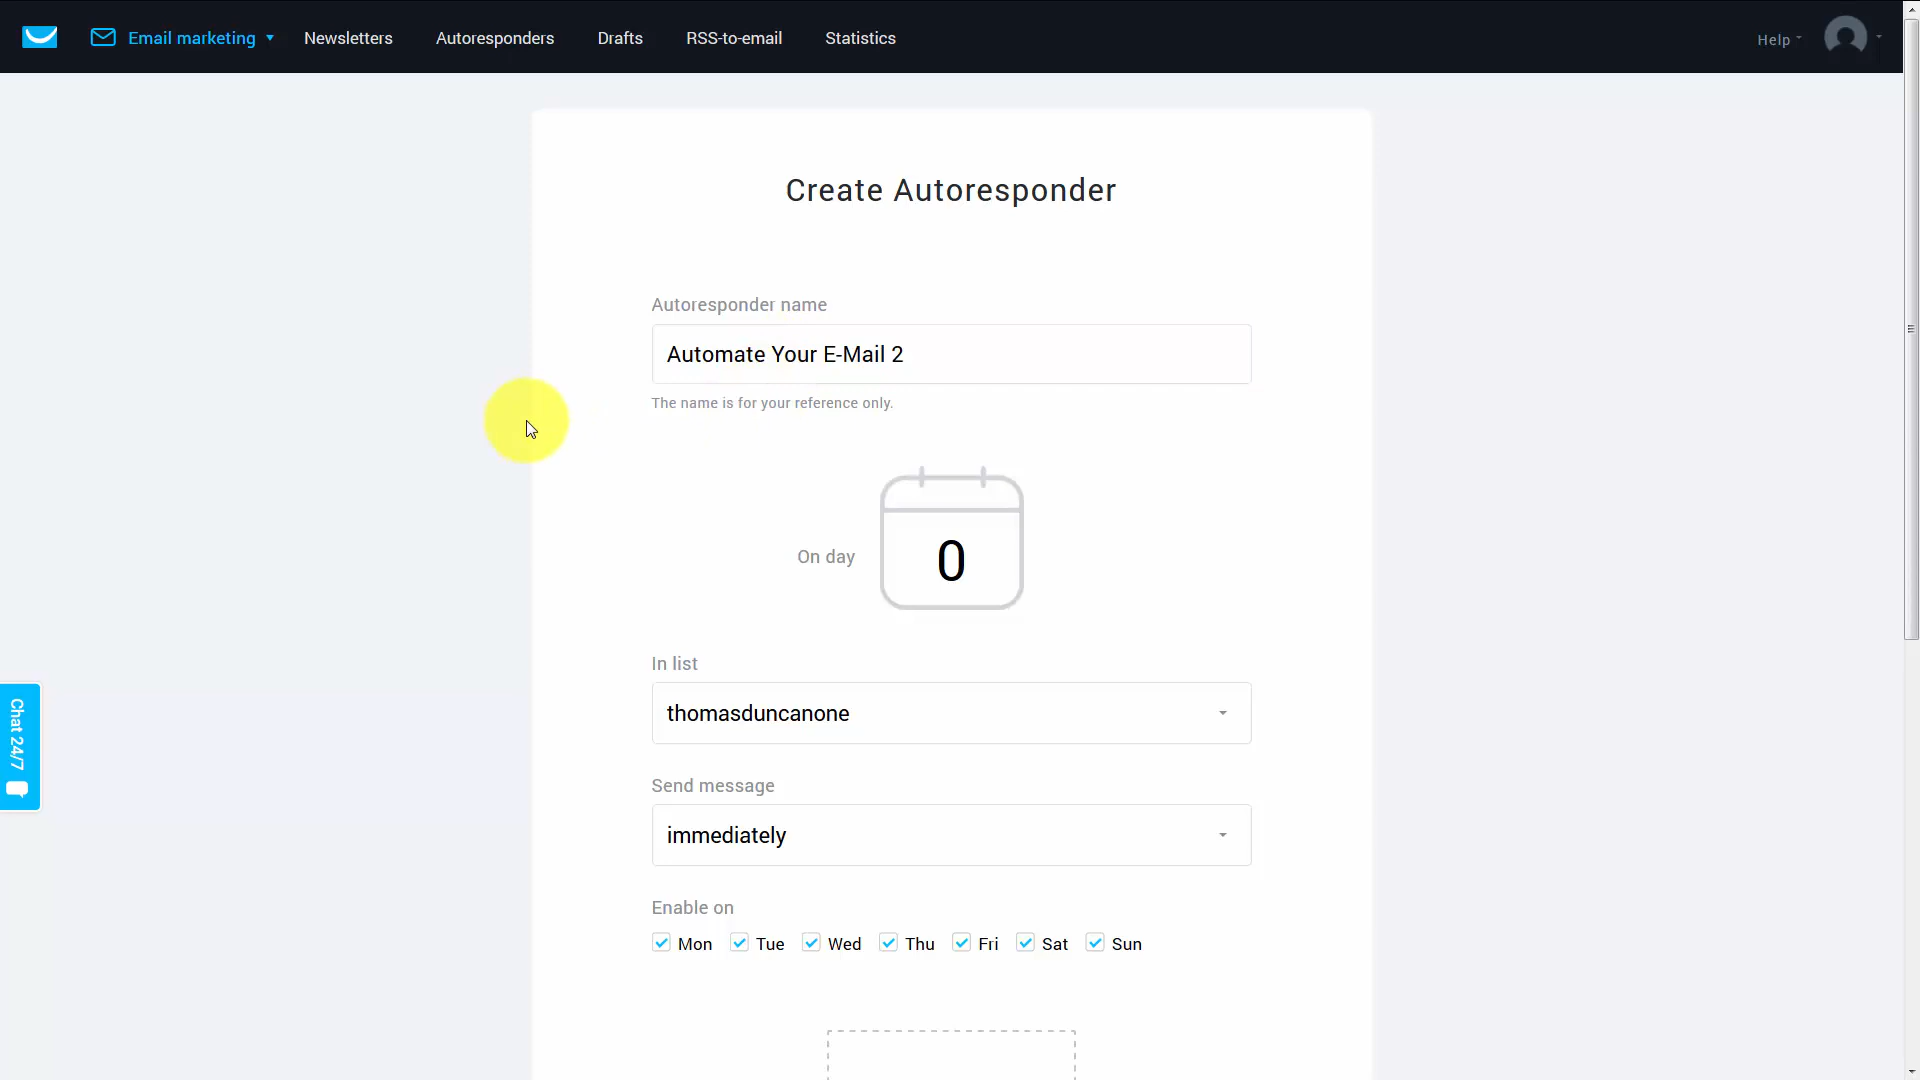 Email marketing Newsletters Autoresponders Drafts RSS-to-email Statistics Help
Create Autoresponder
Autoresponder name
Automate Your E-Mail 2
The name is for your reference only.
On day 0
In list
thomasduncanone
Send message
immediately
Enable on
Mon Tue Wed Thu Fri Sat Sun
Chat 24/7